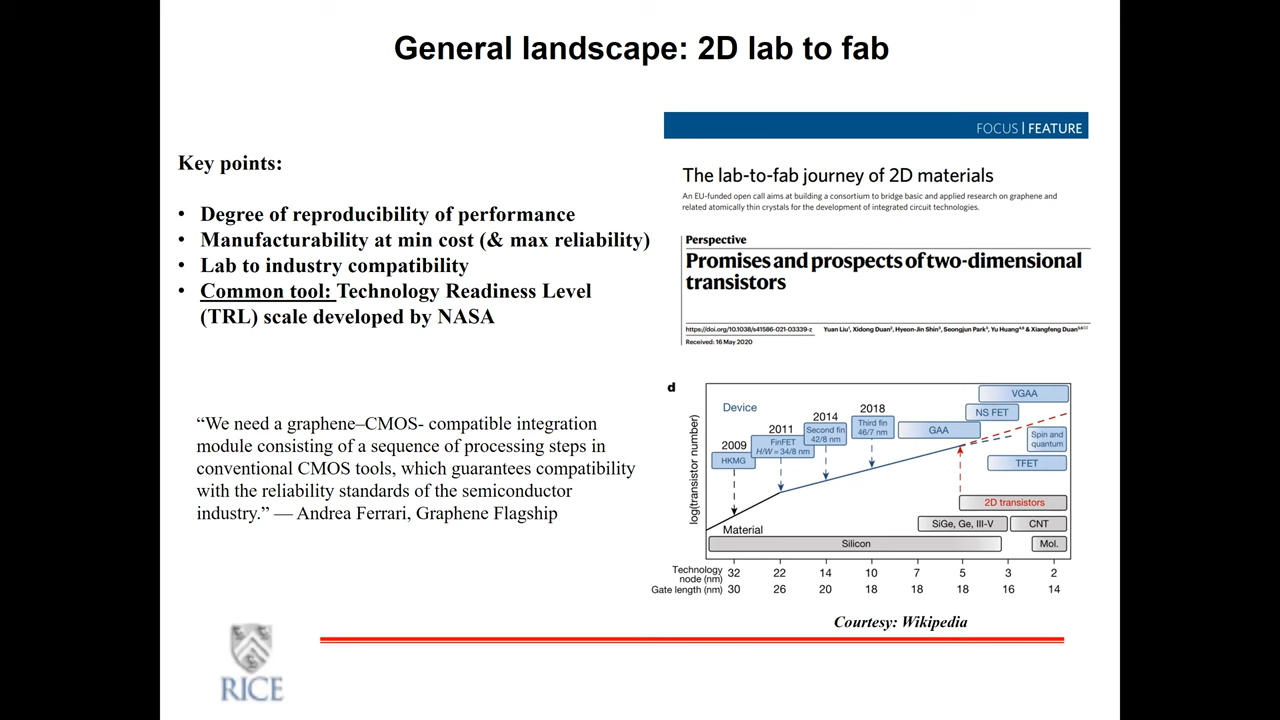 General landscape: 2D lab to fab
Key points:
• Degree of reproducibility of performance
• Manufacturability at min cost (& max reliability)
• Lab to industry compatibility
• Common tool: Technology Readiness Level
(TRL) scale developed by NASA
“We need a graphene–CMOS- compatible integration
module consisting of a sequence of processing steps in
conventional CMOS tools, which guarantees compatibility
with the reliability standards of the semiconductor
industry.” — Andrea Ferrari, Graphene Flagship
FOCUS | FEATURE
The lab-to-fab journey of 2D materials
An EU-funded open call aims at building a consortium to bridge basic and applied research on graphene and
related atomically thin crystals for the development of integrated circuit technologies.
Perspective
Promises and prospects of two-dimensional
transistors
https://doi.org/10.1038/s41586-021-03339-z Yuan Liu¹, Xidong Duan², Hyeon-Jin Shin³, Seongjun Park³, Yu Huang⁴,⁵ & Xiangfeng Duan
Received: 16 May 2020
d
log(transistor number)
Device
2009
HKMG
2011
FinFET
H/W = 34/8 nm
2014
Second fin
42/8 nm
2018
Third fin
46/7 nm
GAA
NS FET
VGAA
Spin and
quantum
TFET
2D transistors
SiGe, Ge, III-V
CNT
Material
Silicon
Mol.
Technology
node (nm) 32 22 14 10 7 5 3 2
Gate length (nm) 30 26 20 18 18 18 16 14
Courtesy: Wikipedia
RICE